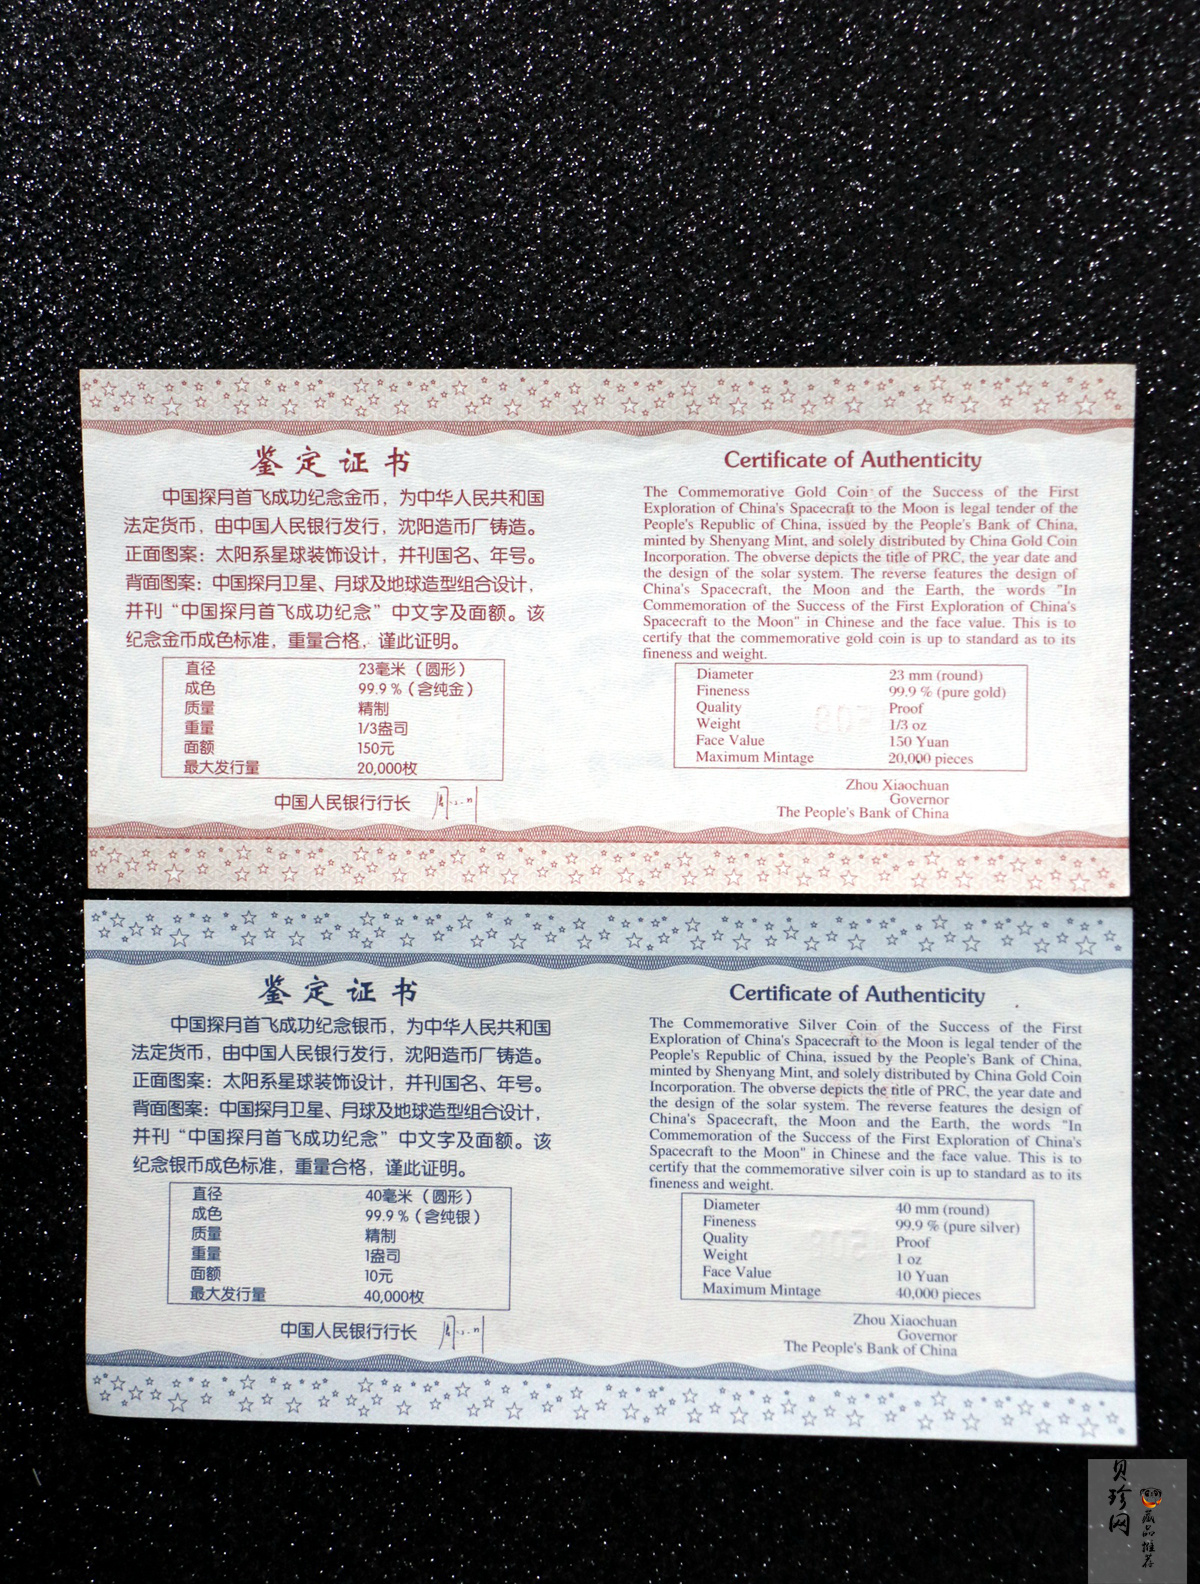 鉴定证书
中国探月首飞成功纪念金币，为中华人民共和国
法定货币，由中国人民银行发行，沈阳造币厂铸造。
正面图案：太阳系星球装饰设计，并刊国名、年号。
背面图案：中国探月卫星、月球及地球造型组合设计，
并刊“中国探月首飞成功纪念”中文字及面额。该
纪念金币成色标准，重量合格，谨此证明。
直径 23毫米（圆形）
成色 99.9％（含纯金）
质量 精制
重量 1/3盎司
面额 150元
最大发行量 20,000枚
中国人民银行行长
Certificate of Authenticity
The Commemorative Gold Coin of the Success of the First
Exploration of China's Spacecraft to the Moon is legal tender of the
People's Republic of China, issued by the People's Bank of China,
minted by Shenyang Mint, and solely distributed by China Gold Coin
Incorporation. The obverse depicts the title of PRC, the year date and
the design of the solar system. The reverse features the design of
China's Spacecraft, the Moon and the Earth, the words "In
Commemoration of the Success of the First Exploration of China's
Spacecraft to the Moon" in Chinese and the face value. This is to
certify that the commemorative gold coin is up to standard as to its
fineness and weight.
Diameter 23 mm (round)
Fineness 99.9 % (pure gold)
Quality Proof
Weight 1/3 oz
Face Value 150 Yuan
Maximum Mintage 20,000 pieces
Zhou Xiaochuan
Governor
The People's Bank of China
鉴定证书
中国探月首飞成功纪念银币，为中华人民共和国
法定货币，由中国人民银行发行，沈阳造币厂铸造。
正面图案：太阳系星球装饰设计，并刊国名、年号。
背面图案：中国探月卫星、月球及地球造型组合设计，
并刊“中国探月首飞成功纪念”中文字及面额。该
纪念银币成色标准，重量合格，谨此证明。
直径 40毫米（圆形）
成色 99.9％（含纯银）
质量 精制
重量 1盎司
面额 10元
最大发行量 40,000枚
中国人民银行行长
Certificate of Authenticity
The Commemorative Silver Coin of the Success of the First
Exploration of China's Spacecraft to the Moon is legal tender of the
People's Republic of China, issued by the People's Bank of China,
minted by Shenyang Mint, and solely distributed by China Gold Coin
Incorporation. The obverse depicts the title of PRC, the year date and
the design of the solar system. The reverse features the design of
China's Spacecraft, the Moon and the Earth, the words "In
Commemoration of the Success of the First Exploration of China's
Spacecraft to the Moon" in Chinese and the face value. This is to
certify that the commemorative silver coin is up to standard as to its
fineness and weight.
Diameter 40 mm (round)
Fineness 99.9 % (pure silver)
Quality Proof
Weight 1 oz
Face Value 10 Yuan
Maximum Mintage 40,000 pieces
Zhou Xiaochuan
Governor
The People's Bank of China
贝珍网
藏品推荐